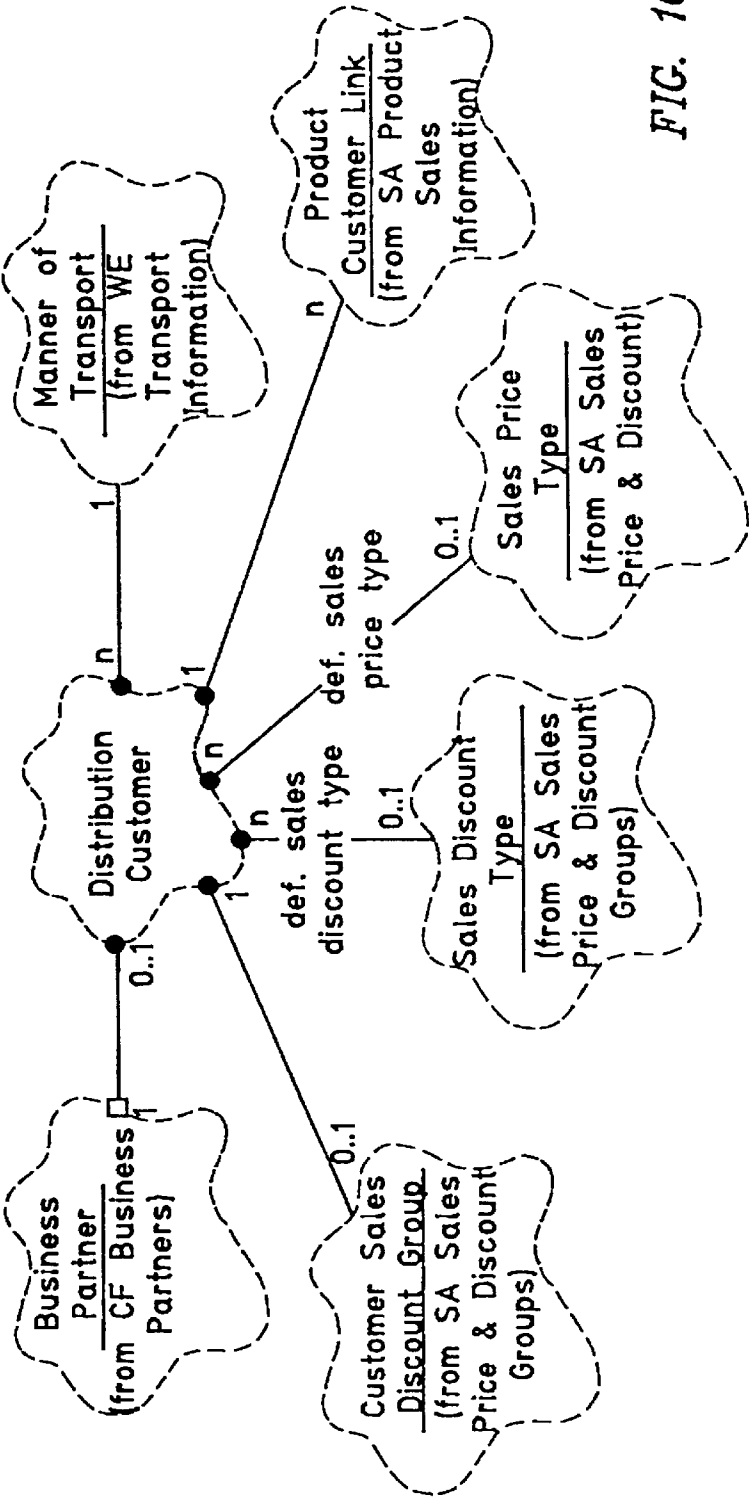 Business
Partner
(from CF Business
Partners)
1
0..1
Distribution
Customer
n
1
Manner of
Transport
(from WE
Transport
Information)
1
n
Product
Customer Link
(from SA Product
Sales
Information)
n
def. sales
price type
0..1
Sales Price
Type
(from SA Sales
Price & Discount)
n
def. sales
discount type
0..1
Sales Discount
Type
(from SA Sales
Price & Discount
Groups)
1
0..1
Customer Sales
Discount Group
(from SA Sales
Price & Discount
Groups)
FIG.